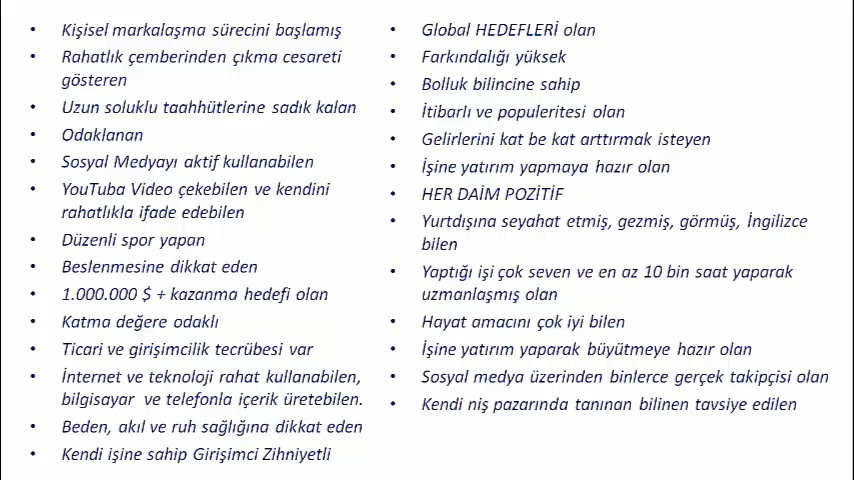 • Kişisel markalaşma sürecini başlamış
• Rahatlık çemberinden çıkma cesareti
gösteren
• Uzun soluklu taahhütlerine sadık kalan
• Odaklanan
• Sosyal Medyayı aktif kullanabilen
• YouTuba Video çekebilen ve kendini
rahatlıkla ifade edebilen
• Düzenli spor yapan
• Beslenmesine dikkat eden
• 1.000.000 $ + kazanma hedefi olan
• Katma değere odaklı
• Ticari ve girişimcilik tecrübesi var
• İnternet ve teknoloji rahat kullanabilen,
bilgisayar ve telefonla içerik üretebilen.
• Beden, akıl ve ruh sağlığına dikkat eden
• Kendi işine sahip Girişimci Zihniyetli
• Global HEDEFLERİ olan
• Farkındalığı yüksek
• Bolluk bilincine sahip
• İtibarlı ve populeritesi olan
• Gelirlerini kat be kat arttırmak isteyen
• İşine yatırım yapmaya hazır olan
• HER DAİM POZİTİF
• Yurtdışına seyahat etmiş, gezmiş, görmüş, İngilizce
bilen
• Yaptığı işi çok seven ve en az 10 bin saat yaparak
uzmanlaşmış olan
• Hayat amacını çok iyi bilen
• İşine yatırım yaparak büyütmeye hazır olan
• Sosyal medya üzerinden binlerce gerçek takipçisi olan
• Kendi niş pazarında tanınan bilinen tavsiye edilen